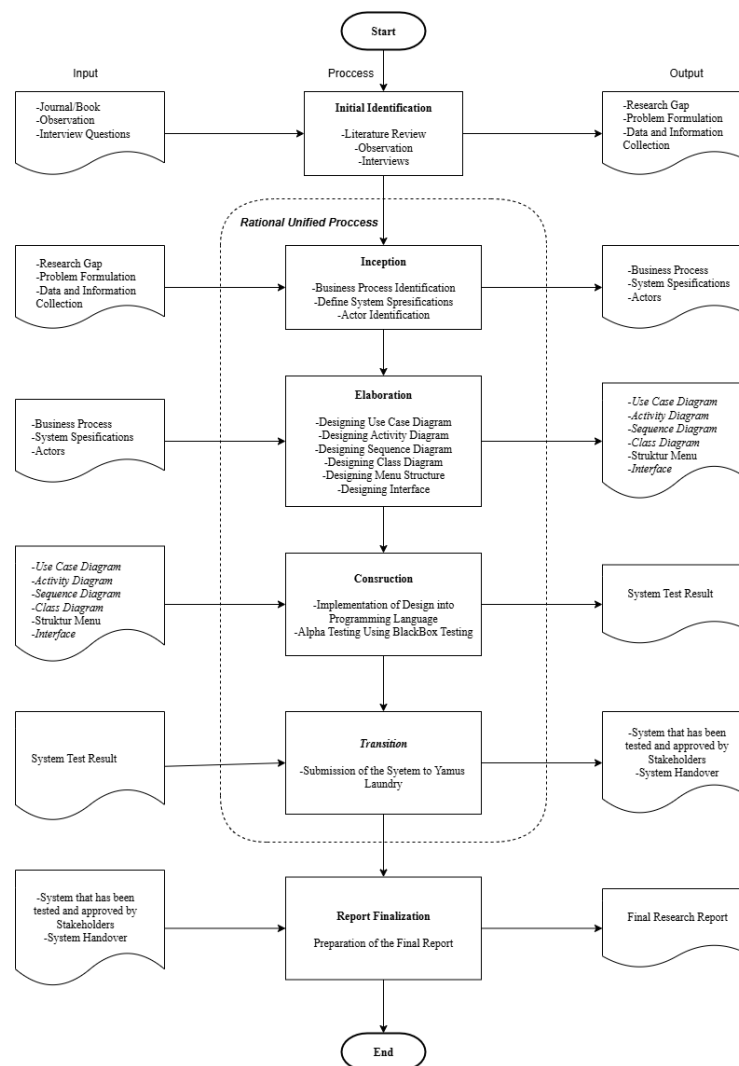 Start
Input
Proccess
Output
-Journal/Book
-Observation
-Interview Questions
Initial Identification
-Literature Review
-Observation
-Interviews
-Research Gap
-Problem Formulation
-Data and Information
Collection
Rational Unified Proccess
-Research Gap
-Problem Formulation
-Data and Information
Collection
Inception
-Business Process Identification
-Define System Spresifications
-Actor Identification
-Business Process
-System Spesifications
-Actors
-Business Process
-System Spesifications
-Actors
Elaboration
-Designing Use Case Diagram
-Designing Activity Diagram
-Designing Sequence Diagram
-Designing Class Diagram
-Designing Menu Structure
-Designing Interface
-Use Case Diagram
-Activity Diagram
-Sequence Diagram
-Class Diagram
-Struktur Menu
-Interface
-Use Case Diagram
-Activity Diagram
-Sequence Diagram
-Class Diagram
-Struktur Menu
-Interface
Consruction
-Implementation of Design into
Programming Language
-Alpha Testing Using BlackBox Testing
System Test Result
System Test Result
Transition
-Submission of the Syetem to Yamus
Laundry
-System that has been
tested and approved by
Stakeholders
-System Handover
-System that has been
tested and approved by
Stakeholders
-System Handover
Report Finalization
Preparation of the Final Report
Final Research Report
End